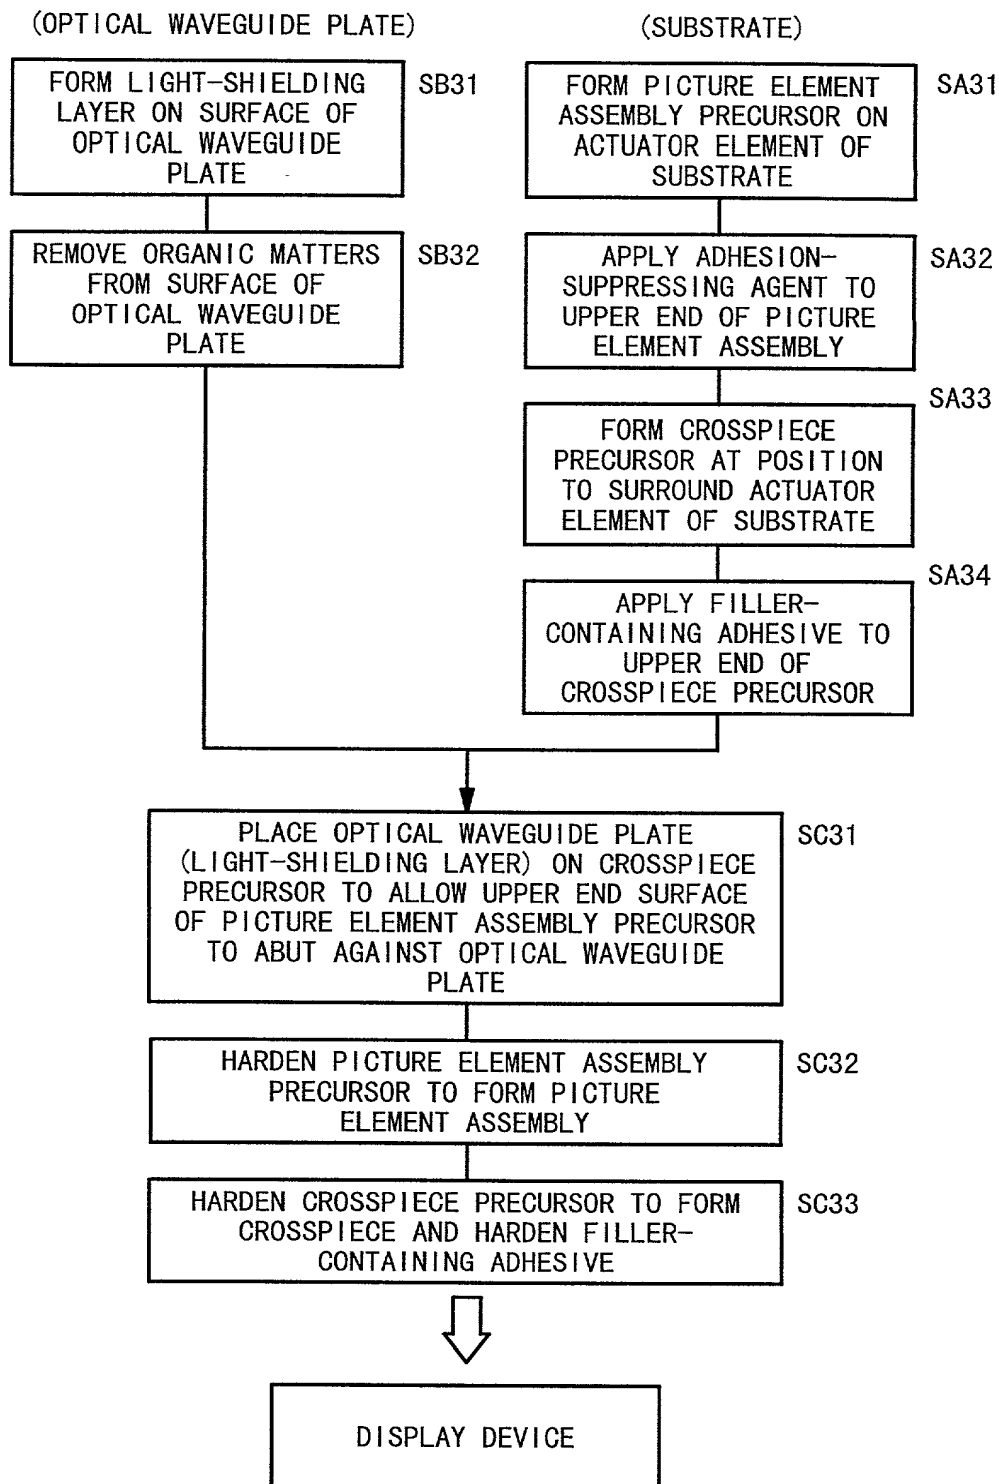 (OPTICAL WAVEGUIDE PLATE)
FORM LIGHT-SHIELDING
LAYER ON SURFACE OF
OPTICAL WAVEGUIDE
PLATE
SB31
REMOVE ORGANIC MATTERS
FROM SURFACE OF
OPTICAL WAVEGUIDE
PLATE
SB32
(SUBSTRATE)
FORM PICTURE ELEMENT
ASSEMBLY PRECURSOR ON
ACTUATOR ELEMENT OF
SUBSTRATE
SA31
APPLY ADHESION-
SUPPRESSING AGENT TO
UPPER END OF PICTURE
ELEMENT ASSEMBLY
SA32
FORM CROSSPIECE
PRECURSOR AT POSITION
TO SURROUND ACTUATOR
ELEMENT OF SUBSTRATE
SA33
APPLY FILLER-
CONTAINING ADHESIVE TO
UPPER END OF
CROSSPIECE PRECURSOR
SA34
PLACE OPTICAL WAVEGUIDE PLATE
(LIGHT-SHIELDING LAYER) ON CROSSPIECE
PRECURSOR TO ALLOW UPPER END SURFACE
OF PICTURE ELEMENT ASSEMBLY PRECURSOR
TO ABUT AGAINST OPTICAL WAVEGUIDE
PLATE
SC31
HARDEN PICTURE ELEMENT ASSEMBLY
PRECURSOR TO FORM PICTURE
ELEMENT ASSEMBLY
SC32
HARDEN CROSSPIECE PRECURSOR TO FORM
CROSSPIECE AND HARDEN FILLER-
CONTAINING ADHESIVE
SC33
DISPLAY DEVICE